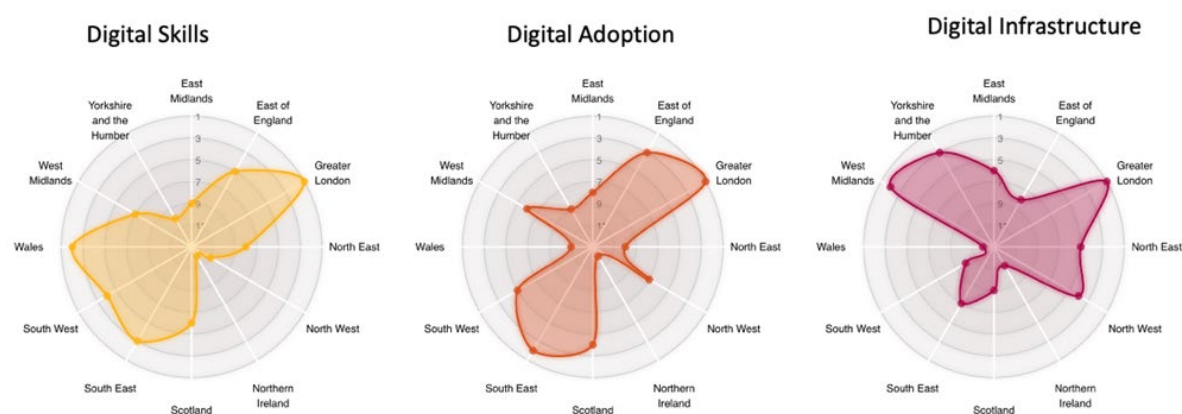 Digital Skills
East
Midlands
East of
England
Greater
London
North East
North West
Northern
Ireland
Scotland
South East
South West
Wales
West
Midlands
Yorkshire
and the
Humber
1
3
5
7
9
11
Digital Adoption
East
Midlands
East of
England
Greater
London
North East
North West
Northern
Ireland
Scotland
South East
South West
Wales
West
Midlands
Yorkshire
and the
Humber
1
3
5
7
9
11
Digital Infrastructure
East
Midlands
East of
England
Greater
London
North East
North West
Northern
Ireland
Scotland
South East
South West
Wales
West
Midlands
Yorkshire
and the
Humber
1
3
5
7
9
11